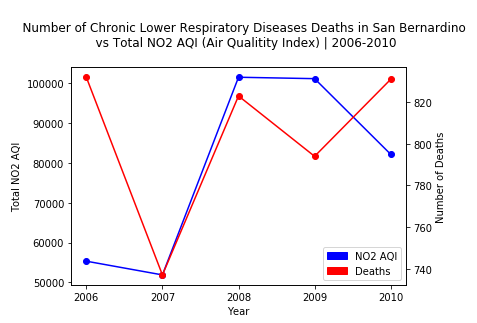 Number of Chronic Lower Respiratory Diseases Deaths in San Bernardino
vs Total NO2 AQI (Air Qualitity Index) | 2006-2010
100000
90000
80000
70000
60000
50000
Total NO2 AQI
820
800
780
760
740
Number of Deaths
NO2 AQI
Deaths
2006 2007 2008 2009 2010
Year